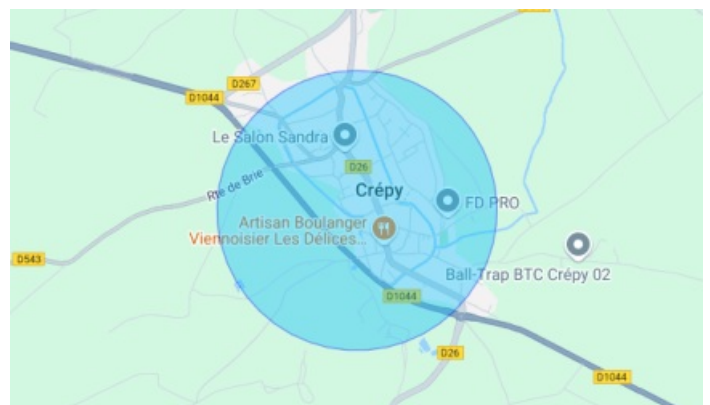 D267
D1044
Le Salon Sandra
D26
Rte de Brie
Crépy
FD PRO
Artisan Boulanger
Viennoisier Les Délices...
D543
Ball-Trap BTC Crépy 02
D1044
D26
D1044